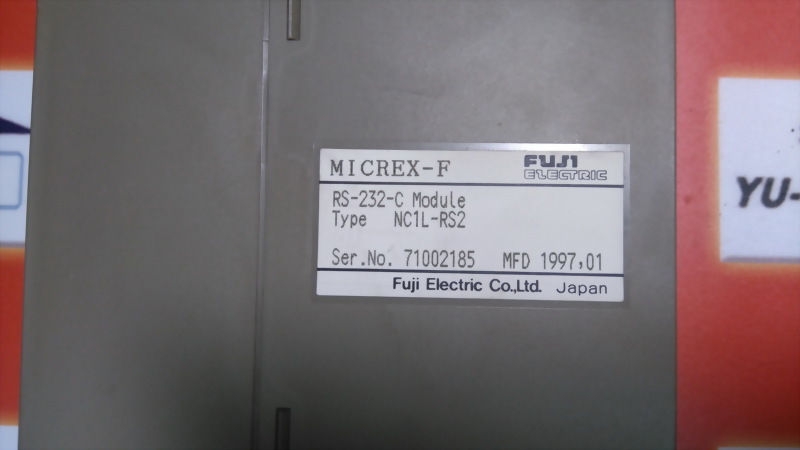 MICREX-F
FUJI
ELECTRIC
RS-232-C Module
Type NC1L-RS2
Ser.No. 71002185 MFD 1997,01
Fuji Electric Co.,Ltd. Japan
YU-